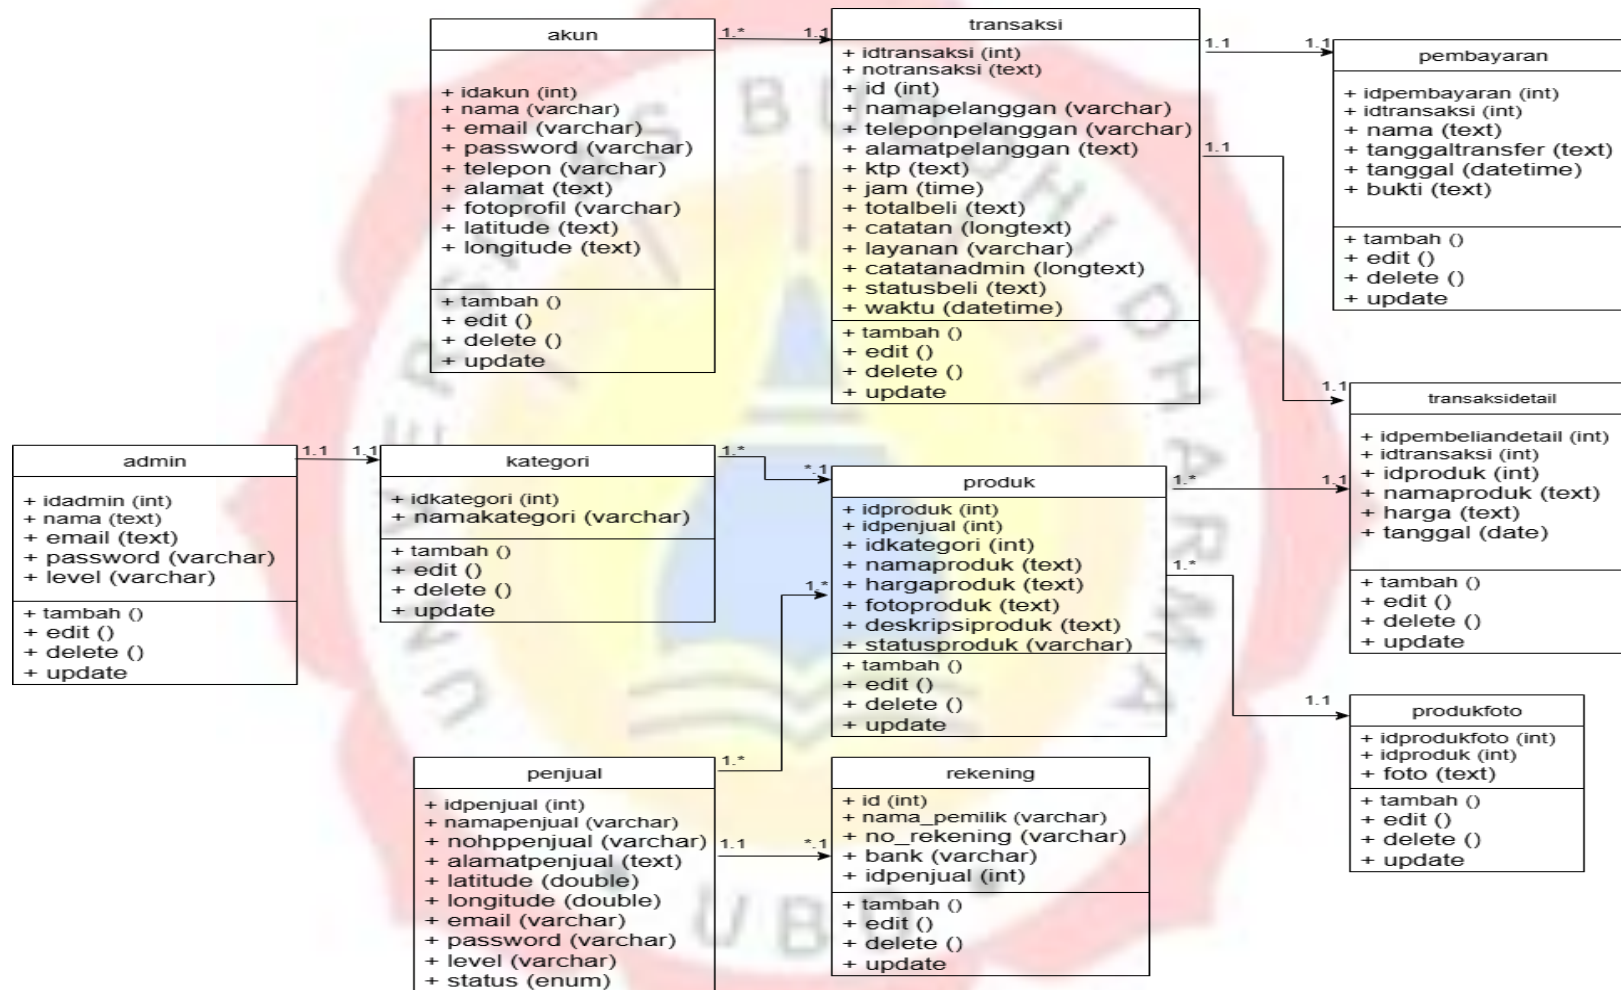 akun
+ idakun (int)
+ nama (varchar)
+ email (varchar)
+ password (varchar)
+ telepon (varchar)
+ alamat (text)
+ fotoprofil (varchar)
+ latitude (text)
+ longitude (text)
+ tambah ()
+ edit ()
+ delete ()
+ update
1.*
1.1
transaksi
+ idtransaksi (int)
+ notransaksi (text)
+ id (int)
+ namapelanggan (varchar)
+ teleponpelanggan (varchar)
+ alamatpelanggan (text)
+ ktp (text)
+ jam (time)
+ totalbeli (text)
+ catatan (longtext)
+ layanan (varchar)
+ catatanadmin (longtext)
+ statusbeli (text)
+ waktu (datetime)
+ tambah ()
+ edit ()
+ delete ()
+ update
1.1
1.1
pembayaran
+ idpembayaran (int)
+ idtransaksi (int)
+ nama (text)
+ tanggaltransfer (text)
+ tanggal (datetime)
+ bukti (text)
+ tambah ()
+ edit ()
+ delete ()
+ update
1.1
1.1
transaksidetail
+ idpembeliandetail (int)
+ idtransaksi (int)
+ idproduk (int)
+ namaproduk (text)
+ harga (text)
+ tanggal (date)
+ tambah ()
+ edit ()
+ delete ()
+ update
admin
+ idadmin (int)
+ nama (text)
+ email (text)
+ password (varchar)
+ level (varchar)
+ tambah ()
+ edit ()
+ delete ()
+ update
1.1
1.1
kategori
+ idkategori (int)
+ namakategori (varchar)
+ tambah ()
+ edit ()
+ delete ()
+ update
1.*
*.1
produk
+ idproduk (int)
+ idpenjual (int)
+ idkategori (int)
+ namaproduk (text)
+ hargaproduk (text)
+ fotoproduk (text)
+ deskripsiproduk (text)
+ statusproduk (varchar)
+ tambah ()
+ edit ()
+ delete ()
+ update
1.*
1.1
1.*
1.1
produkfoto
+ idprodukfoto (int)
+ idproduk (int)
+ foto (text)
+ tambah ()
+ edit ()
+ delete ()
+ update
penjual
+ idpenjual (int)
+ namapenjual (varchar)
+ nohppenjual (varchar)
+ alamatpenjual (text)
+ latitude (double)
+ longitude (double)
+ email (varchar)
+ password (varchar)
+ level (varchar)
+ status (enum)
1.*
1.*
1.1
*.1
rekening
+ id (int)
+ nama_pemilik (varchar)
+ no_rekening (varchar)
+ bank (varchar)
+ idpenjual (int)
+ tambah ()
+ edit ()
+ delete ()
+ update
UNIVERSITAS BUDDHI DHARMA
UBD